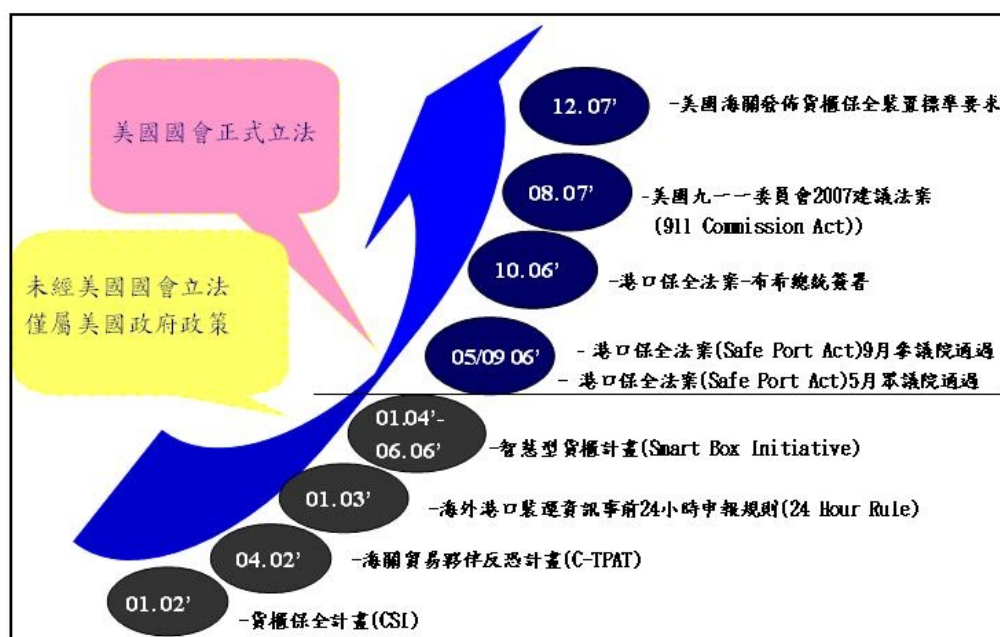 美國國會正式立法
未經美國國會立法
僅屬美國政府政策
12.07’ -美國海關發佈貨櫃保全裝置標準要求
08.07’ -美國九一一委員會2007建議法案
(911 Commission Act))
10.06’ -港口保全法案-布希總統簽署
05/09 06’ - 港口保全法案(Safe Port Act)9月參議院通過
- 港口保全法案(Safe Port Act)5月眾議院通過
01.04’-
06.06’ -智慧型貨櫃計畫(Smart Box Initiative)
01.03’ -海外港口裝運資訊事前24小時申報規則(24 Hour Rule)
04.02’ -海關貿易夥伴反恐計畫(C-TPAT)
01.02’ -貨櫃保全計畫(CSI)